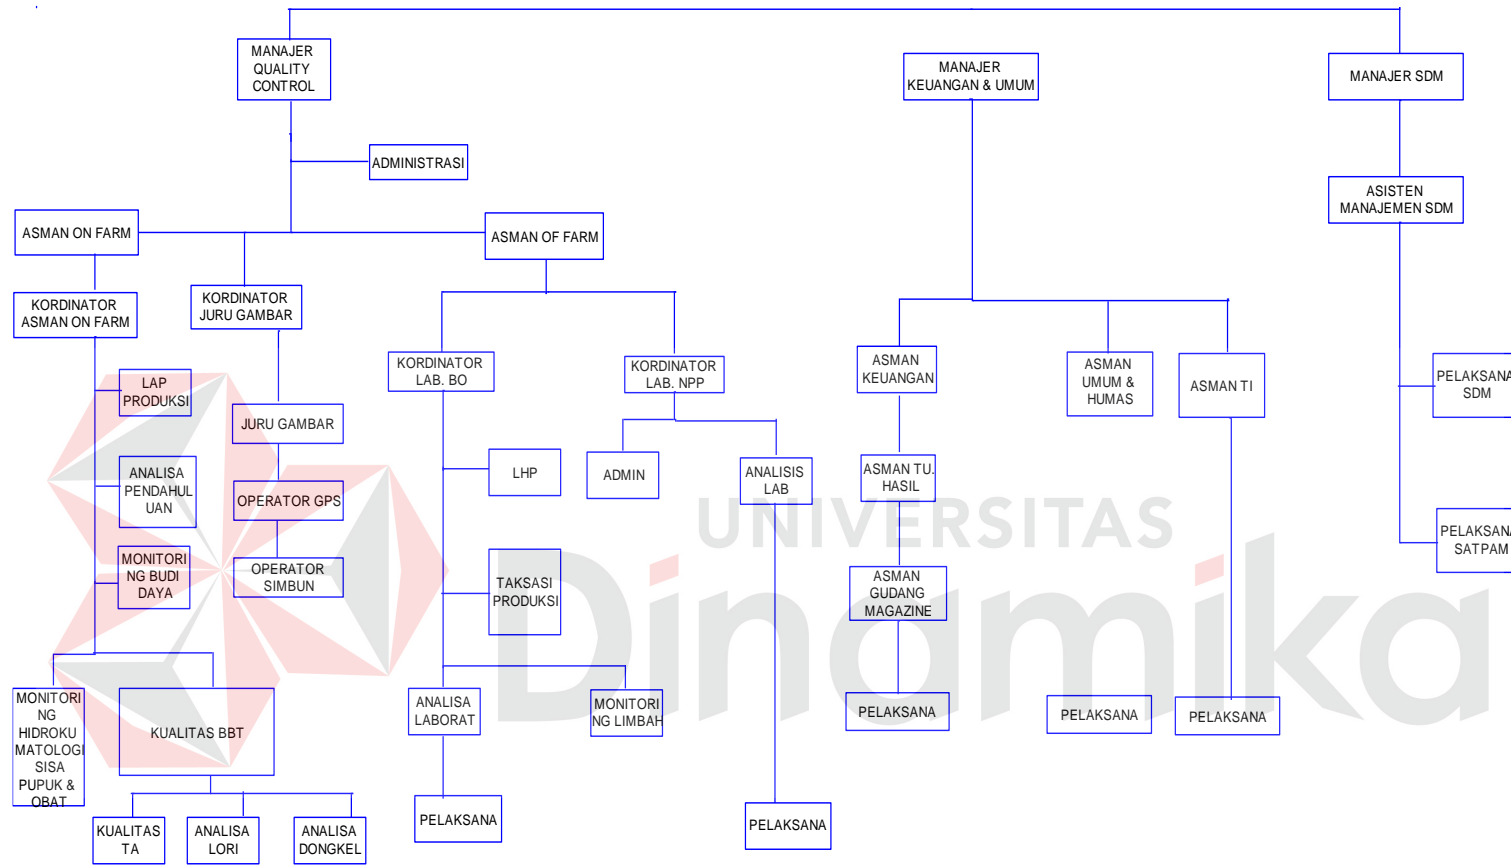 MANAJER
QUALITY
CONTROL
MANAJER
KEUANGAN & UMUM
MANAJER SDM
ADMINISTRASI
ASISTEN
MANAJEMEN SDM
ASMAN ON FARM
ASMAN OF FARM
KORDINATOR
ASMAN ON FARM
KORDINATOR
JURU GAMBAR
KORDINATOR
LAB. BO
KORDINATOR
LAB. NPP
ASMAN
KEUANGAN
ASMAN
UMUM &
HUMAS
ASMAN TI
PELAKSANA
SDM
LAP
PRODUKSI
JURU GAMBAR
ANALISA
PENDAHUL
UAN
OPERATOR GPS
LHP
ADMIN
ANALISIS
LAB
ASMAN TU.
HASIL
UNIVERSITAS
Dinamika
PELAKSANA
SATPAM
MONITORI
NG BUDI
DAYA
OPERATOR
SIMBUN
TAKSASI
PRODUKSI
ASMAN
GUDANG
MAGAZINE
MONITORI
NG
HIDROKU
MATOLOGI
SISA
PUPUK &
OBAT
KUALITAS BBT
ANALISA
LABORAT
MONITORI
NG LIMBAH
PELAKSANA
PELAKSANA
PELAKSANA
KUALITAS
TA
ANALISA
LORI
ANALISA
DONGKEL
PELAKSANA
PELAKSANA